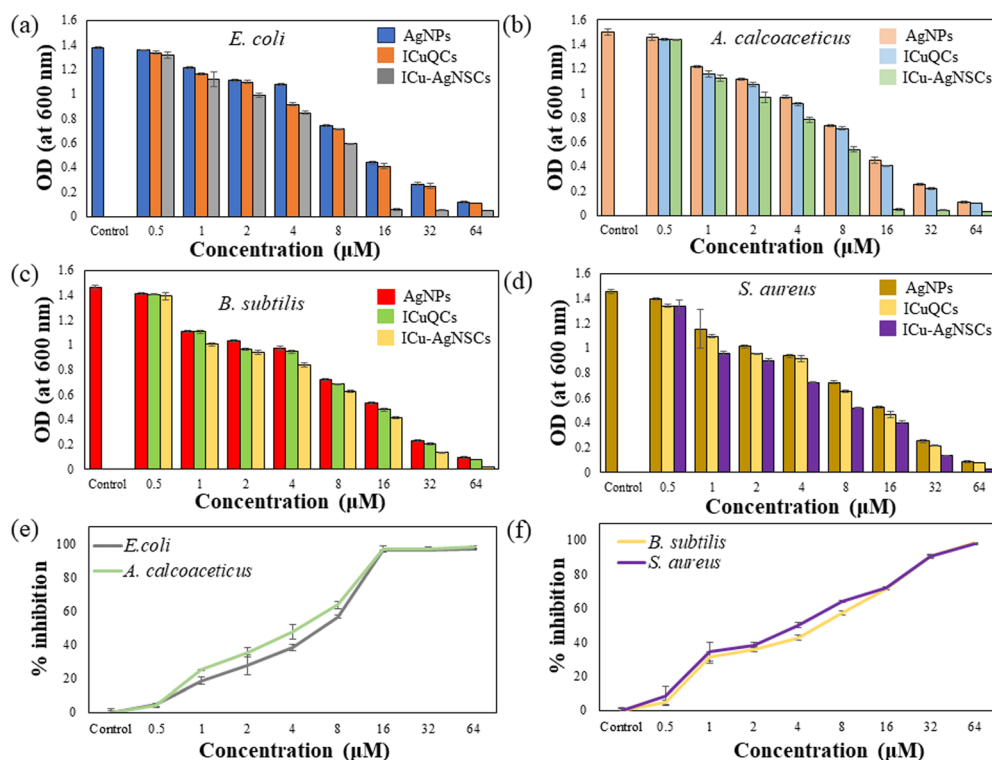 (a)
E. coli
AgNPs
ICuQCs
ICu-AgNSCs
OD (at 600 nm)
1.6
1.4
1.2
1
0.8
0.6
0.4
0.2
0
Control 0.5 1 2 4 8 16 32 64
Concentration (µM)
(b)
A. calcoaceticus
AgNPs
ICuQCs
ICu-AgNSCs
OD (at 600 nm)
1.6
1.4
1.2
1
0.8
0.6
0.4
0.2
0
Control 0.5 1 2 4 8 16 32 64
Concentration (µM)
(c)
B. subtilis
AgNPs
ICuQCs
ICu-AgNSCs
OD (at 600 nm)
1.6
1.4
1.2
1
0.8
0.6
0.4
0.2
0
Control 0.5 1 2 4 8 16 32 64
Concentration (µM)
(d)
S. aureus
AgNPs
ICuQCs
ICu-AgNSCs
OD (at 600 nm)
1.6
1.4
1.2
1
0.8
0.6
0.4
0.2
0
Control 0.5 1 2 4 8 16 32 64
Concentration (µM)
(e)
E.coli
A. calcoaceticus
% inhibition
100
80
60
40
20
0
Control 0.5 1 2 4 8 16 32 64
Concentration (µM)
(f)
B. subtilis
S. aureus
% inhibition
100
80
60
40
20
0
Control 0.5 1 2 4 8 16 32 64
Concentration (µM)